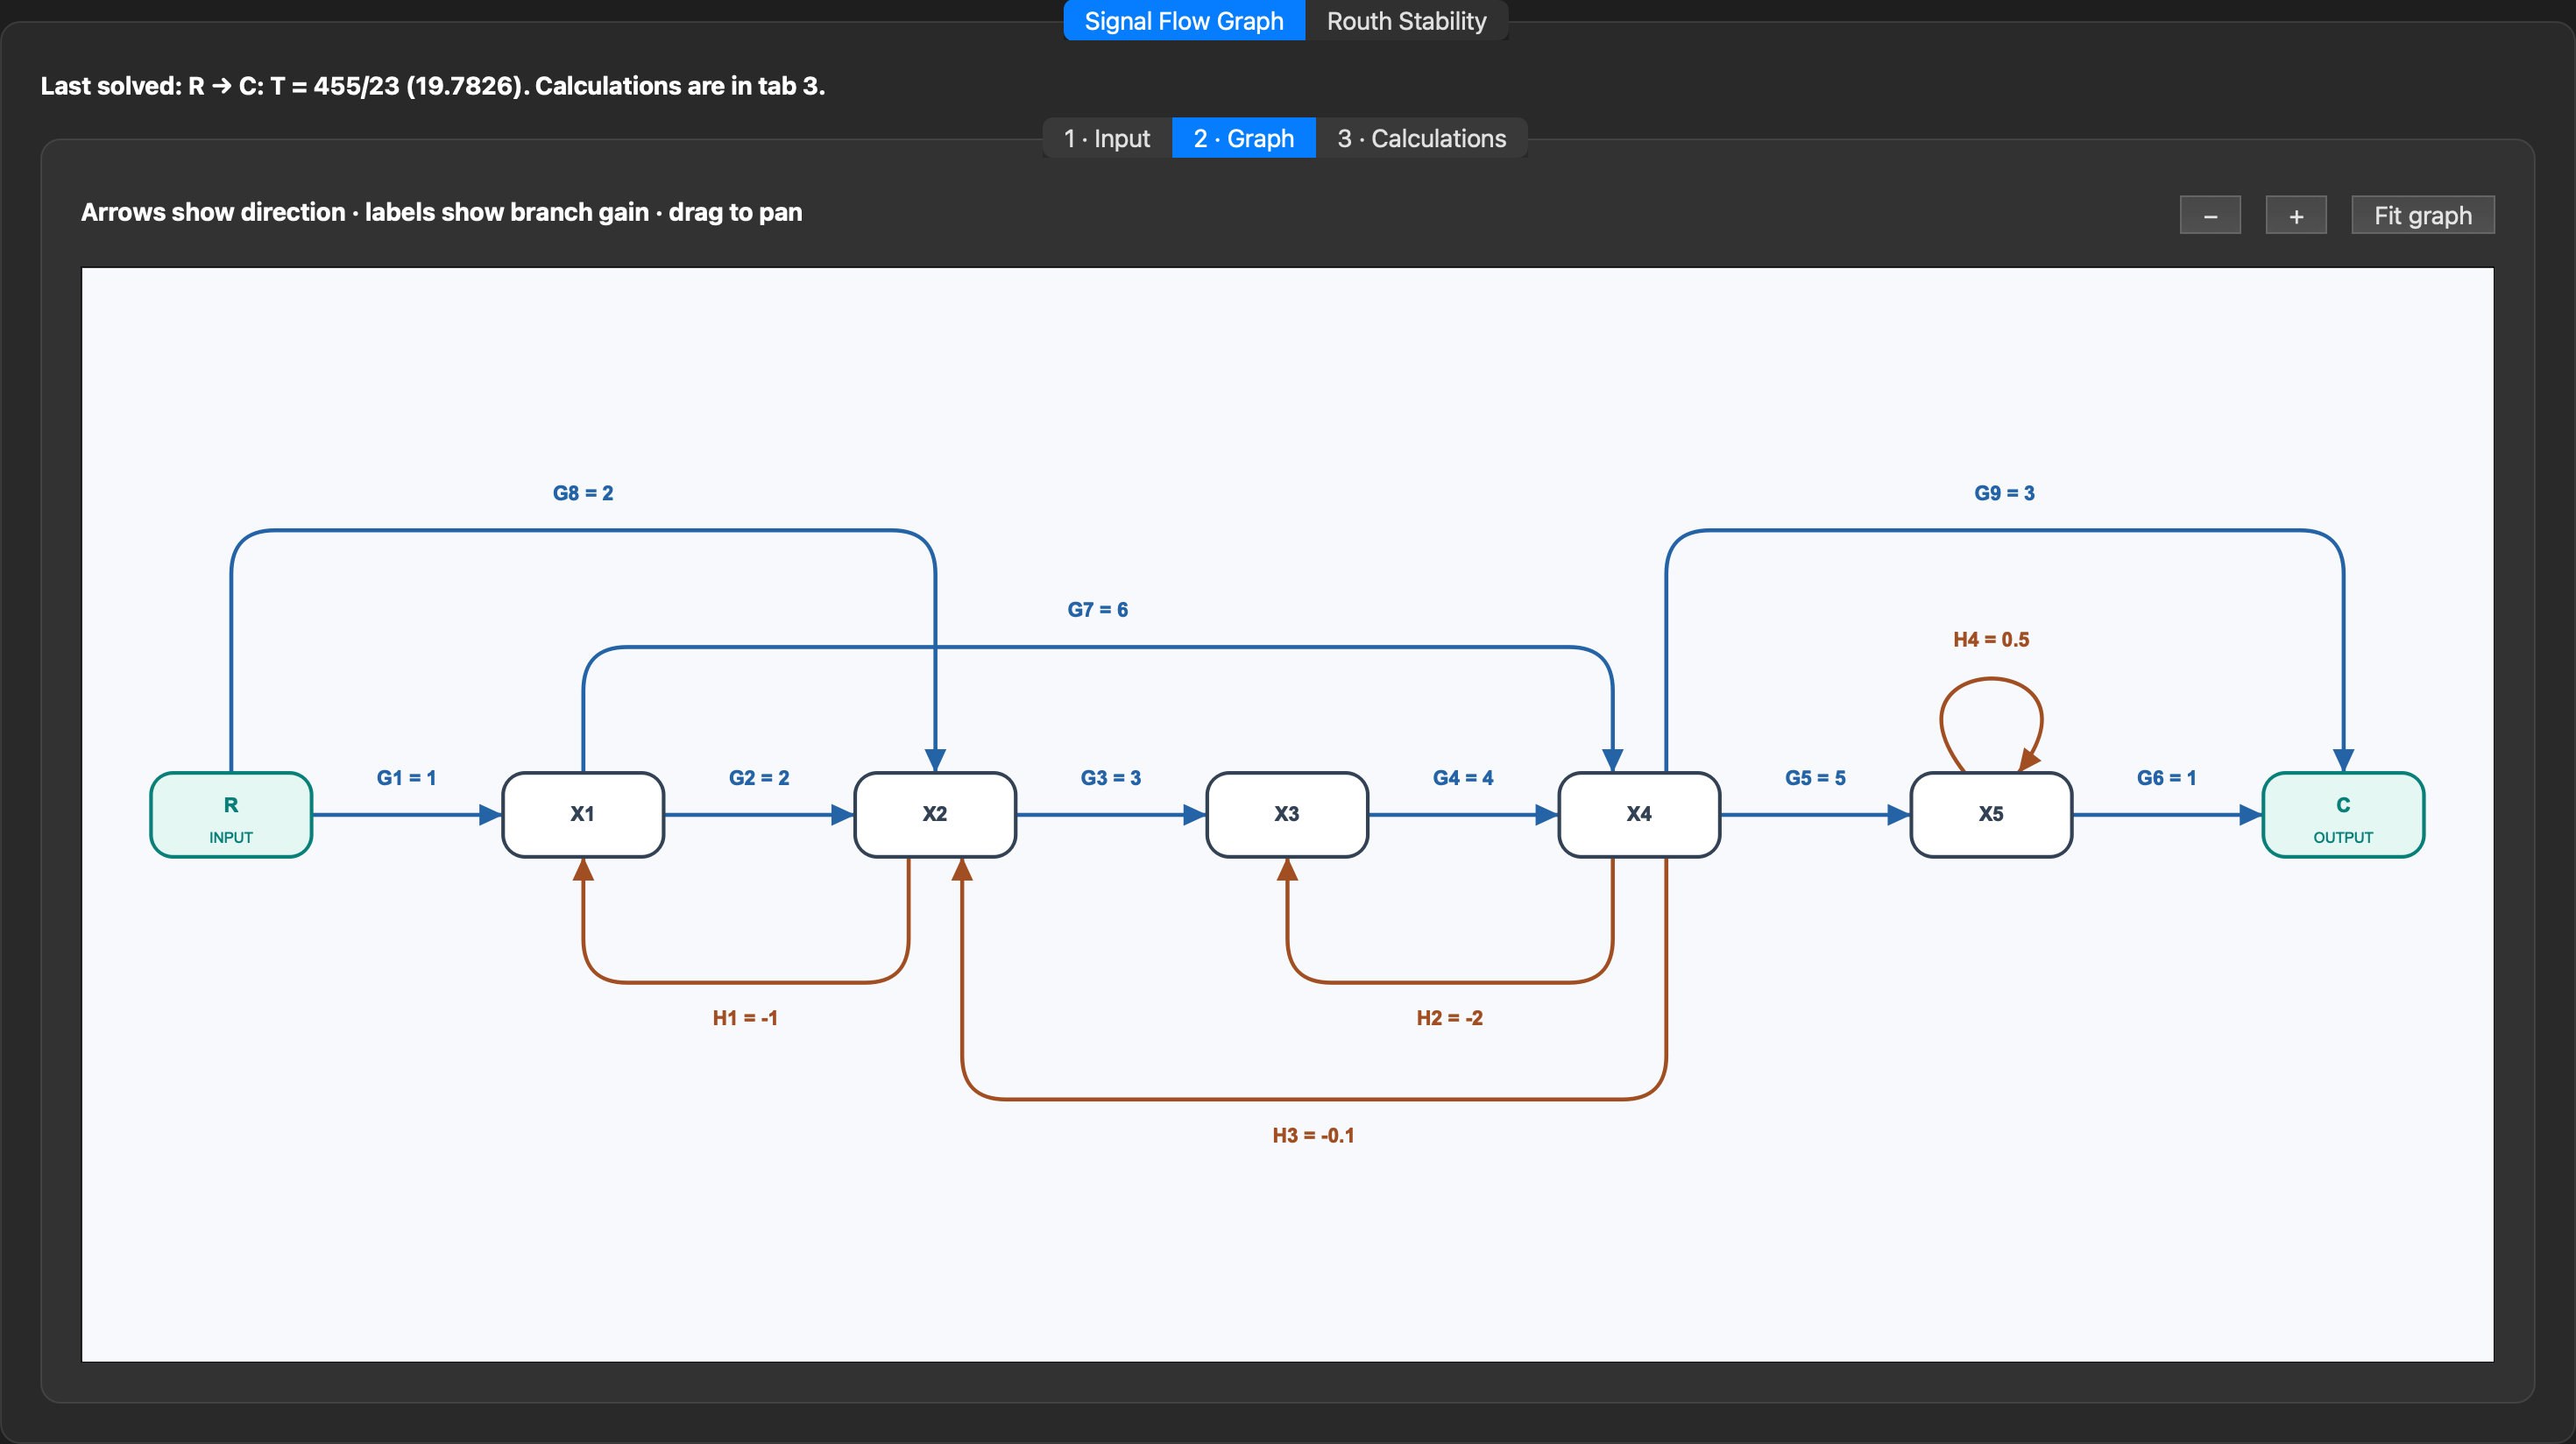 Signal Flow Graph
Routh Stability
Last solved: R → C: T = 455/23 (19.7826). Calculations are in tab 3.
1 · Input
2 · Graph
3 · Calculations
Arrows show direction · labels show branch gain · drag to pan
−
+
Fit graph
G8 = 2
G9 = 3
G7 = 6
H4 = 0.5
G1 = 1
G2 = 2
G3 = 3
G4 = 4
G5 = 5
G6 = 1
R
INPUT
X1
X2
X3
X4
X5
C
OUTPUT
H1 = -1
H2 = -2
H3 = -0.1